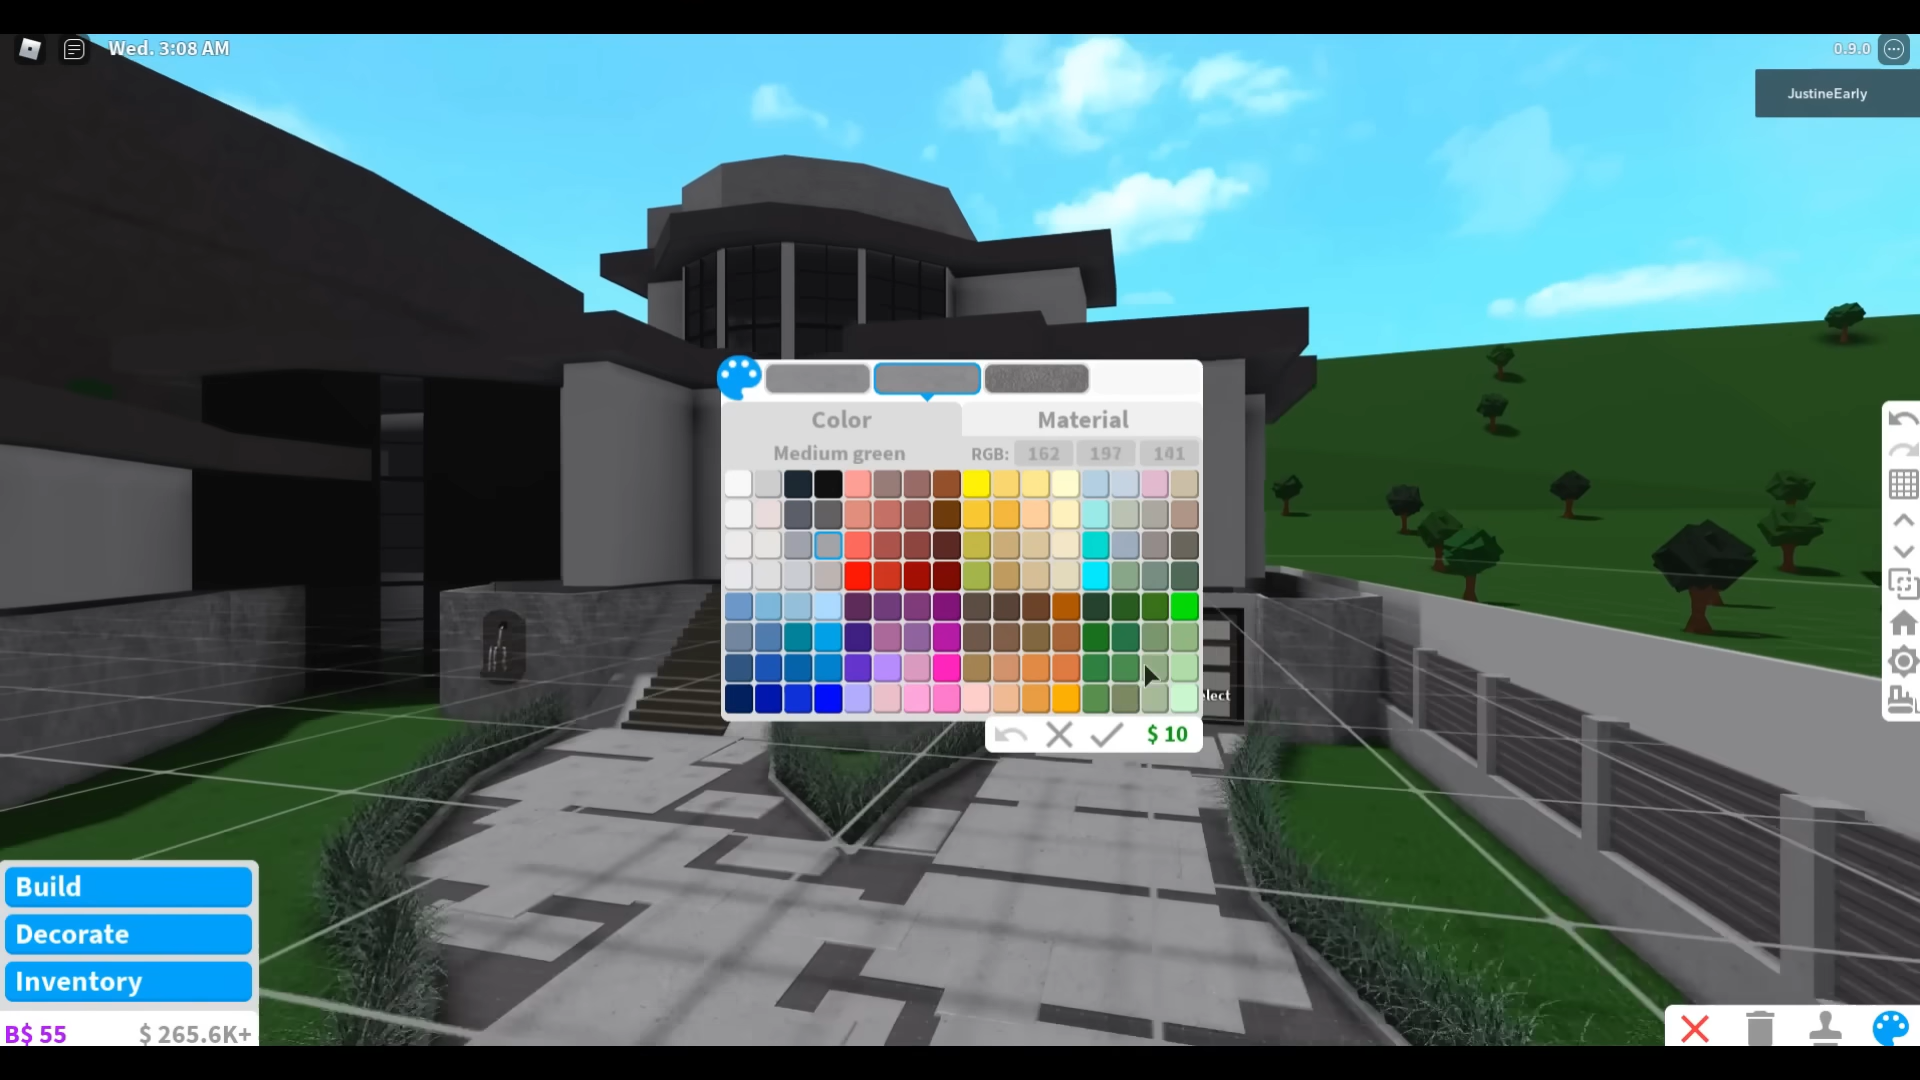 Wed. 3:08 AM
0.9.0
JustineEarly
Color
Material
Medium green
RGB: 162 197 141
lect
$ 10
Build
Decorate
Inventory
B$ 55
$ 265.6K+